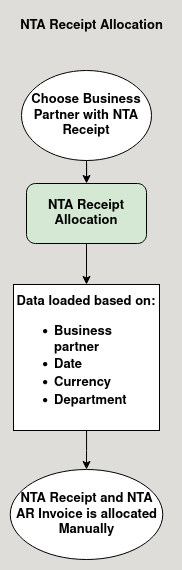 NTA Receipt Allocation
Choose Business
Partner with NTA
Receipt
NTA Receipt
Allocation
Data loaded based on:
• Business
partner
• Date
• Currency
• Department
NTA Receipt and NTA
AR Invoice is allocated
Manually